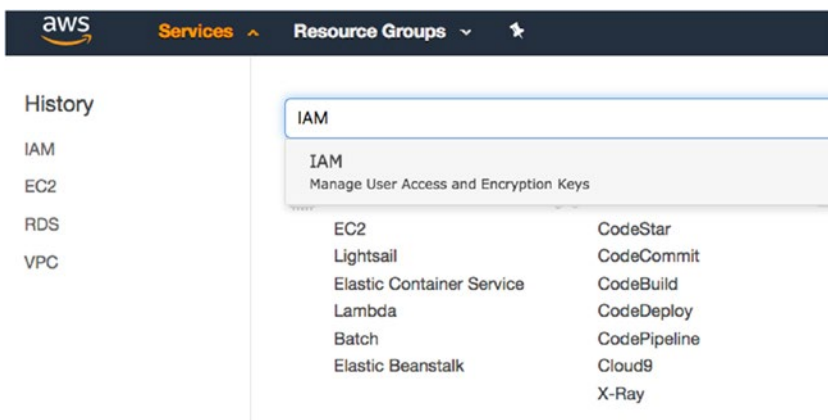 aws Services Resource Groups
History
IAM
EC2
RDS
VPC
IAM
IAM
Manage User Access and Encryption Keys
EC2
Lightsail
Elastic Container Service
Lambda
Batch
Elastic Beanstalk
CodeStar
CodeCommit
CodeBuild
CodeDeploy
CodePipeline
Cloud9
X-Ray